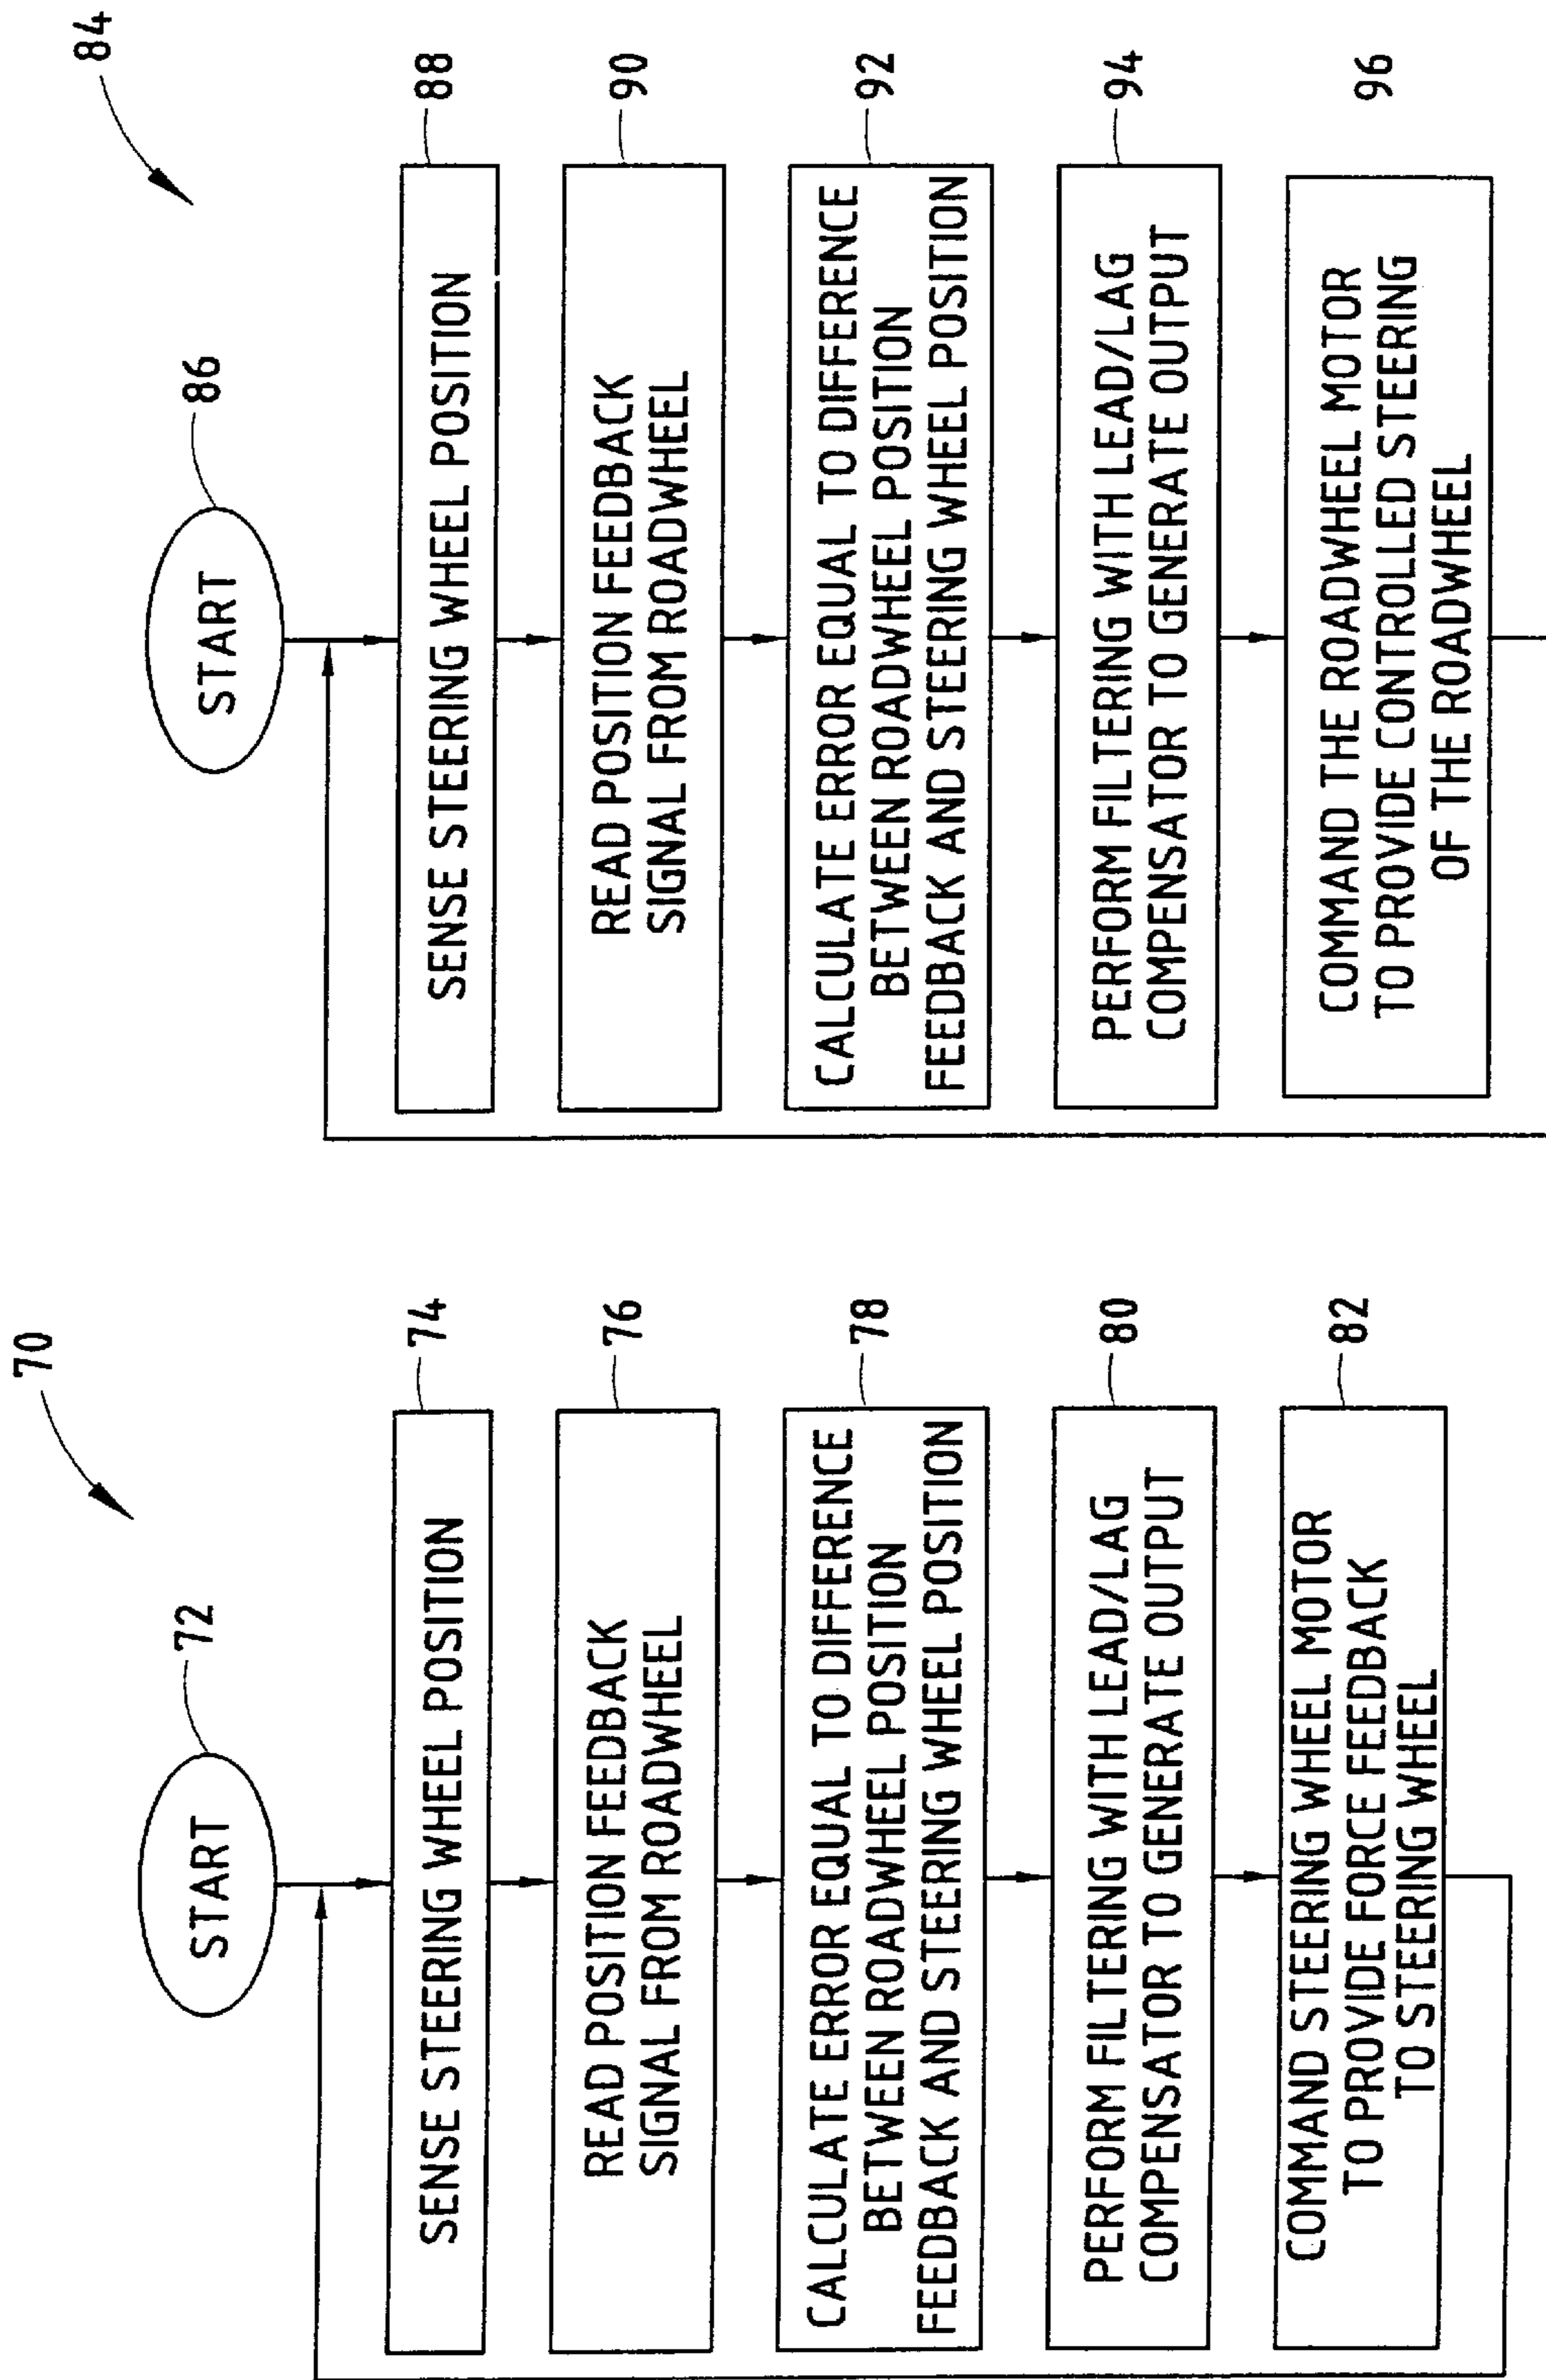 70
72
START
74
SENSE STEERING WHEEL POSITION
76
READ POSITION FEEDBACK
SIGNAL FROM ROADWHEEL
78
CALCULATE ERROR EQUAL TO DIFFERENCE
BETWEEN ROADWHEEL POSITION
FEEDBACK AND STEERING WHEEL POSITION
80
PERFORM FILTERING WITH LEAD/LAG
COMPENSATOR TO GENERATE OUTPUT
82
COMMAND STEERING WHEEL MOTOR
TO PROVIDE FORCE FEEDBACK
TO STEERING WHEEL
84
86
START
88
SENSE STEERING WHEEL POSITION
90
READ POSITION FEEDBACK
SIGNAL FROM ROADWHEEL
92
CALCULATE ERROR EQUAL TO DIFFERENCE
BETWEEN ROADWHEEL POSITION
FEEDBACK AND STEERING WHEEL POSITION
94
PERFORM FILTERING WITH LEAD/LAG
COMPENSATOR TO GENERATE OUTPUT
96
COMMAND THE ROADWHEEL MOTOR
TO PROVIDE CONTROLLED STEERING
OF THE ROADWHEEL